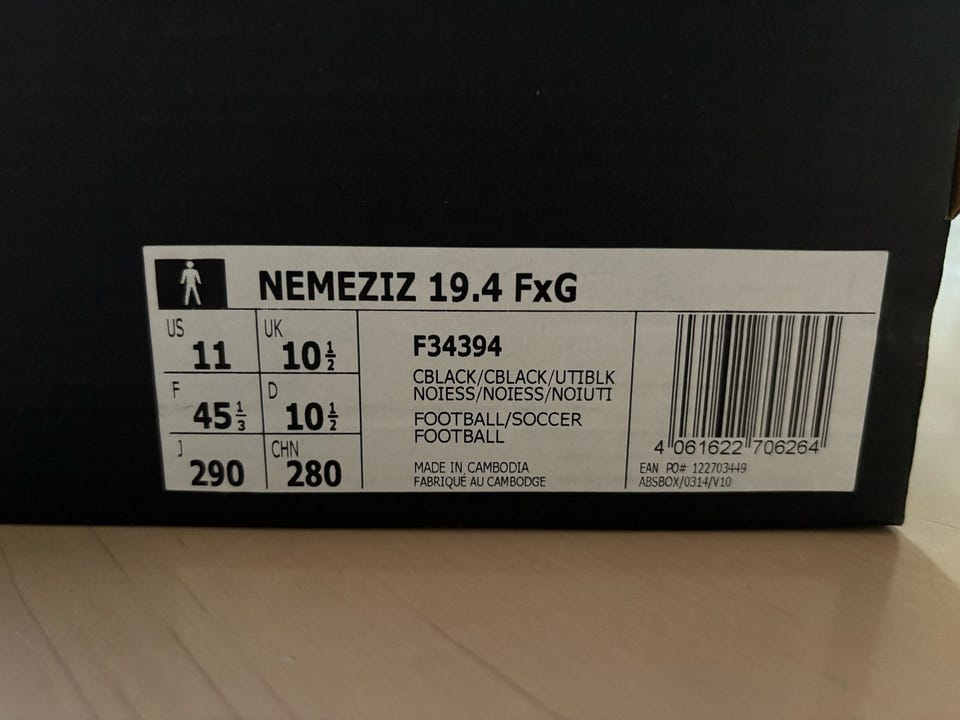 NEMEZIZ 19.4 FxG
US 11 UK 10 1/2
F 45 1/3 D 10 1/2
J 290 CHN 280
F34394
CBLACK/CBLACK/UTIBLK
NOIESS/NOIESS/NOIUTI
FOOTBALL/SOCCER
FOOTBALL
MADE IN CAMBODIA
FABRIQUÉ AU CAMBODGE
4 061622 706264
EAN PO# 122703449
ABSBOX/0314/V10